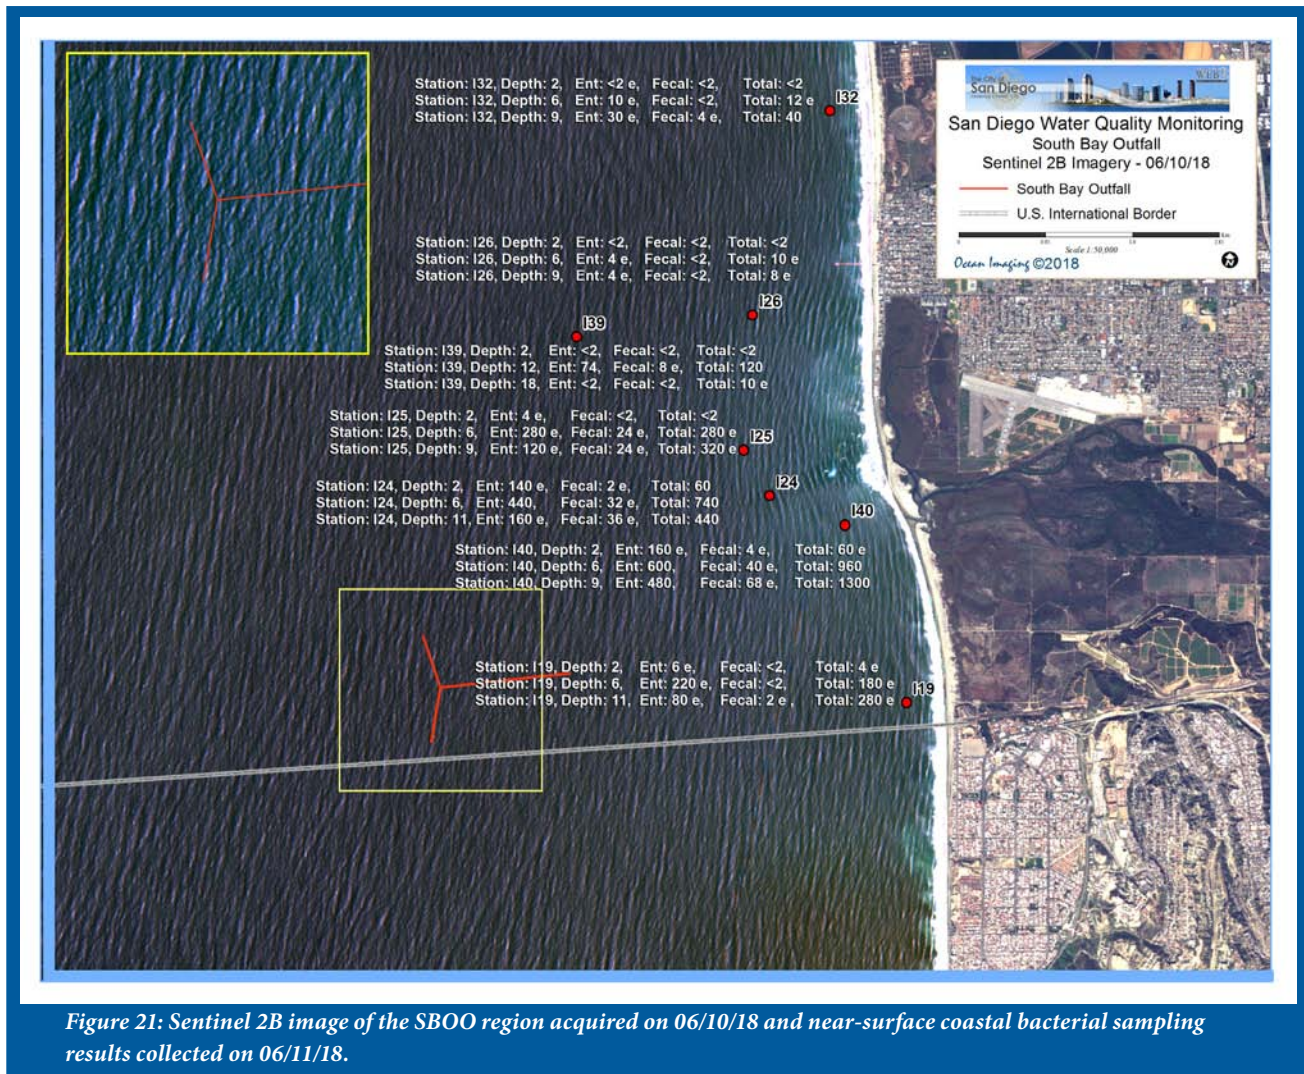 Station: I32, Depth: 2, Ent: <2 e, Fecal: <2, Total: <2
Station: I32, Depth: 6, Ent: 10 e, Fecal: <2, Total: 12 e
Station: I32, Depth: 9, Ent: 30 e, Fecal: 4 e, Total: 40
I32
The City of
San Diego
San Diego Water Quality Monitoring
South Bay Outfall
Sentinel 2B Imagery - 06/10/18
South Bay Outfall
U.S. International Border
Scale 1:50,000
Ocean Imaging ©2018
Station: I26, Depth: 2, Ent: <2, Fecal: <2, Total: <2
Station: I26, Depth: 6, Ent: 4 e, Fecal: <2, Total: 10 e
Station: I26, Depth: 9, Ent: 4 e, Fecal: <2, Total: 8 e
I26
I39
Station: I39, Depth: 2, Ent: <2, Fecal: <2, Total: <2
Station: I39, Depth: 12, Ent: 74, Fecal: 8 e, Total: 120
Station: I39, Depth: 18, Ent: <2, Fecal: <2, Total: 10 e
Station: I25, Depth: 2, Ent: 4 e, Fecal: <2, Total: <2
Station: I25, Depth: 6, Ent: 280 e, Fecal: 24 e, Total: 280 e
Station: I25, Depth: 9, Ent: 120 e, Fecal: 24 e, Total: 320 e
I25
Station: I24, Depth: 2, Ent: 140 e, Fecal: 2 e, Total: 60
Station: I24, Depth: 6, Ent: 440, Fecal: 32 e, Total: 740
Station: I24, Depth: 11, Ent: 160 e, Fecal: 36 e, Total: 440
I24
I40
Station: I40, Depth: 2, Ent: 160 e, Fecal: 4 e, Total: 60 e
Station: I40, Depth: 6, Ent: 600, Fecal: 40 e, Total: 960
Station: I40, Depth: 9, Ent: 480, Fecal: 68 e, Total: 1300
Station: I19, Depth: 2, Ent: 6 e, Fecal: <2, Total: 4 e
Station: I19, Depth: 6, Ent: 220 e, Fecal: <2, Total: 180 e
Station: I19, Depth: 11, Ent: 80 e, Fecal: 2 e , Total: 280 e
I19
Figure 21: Sentinel 2B image of the SBOO region acquired on 06/10/18 and near-surface coastal bacterial sampling
results collected on 06/11/18.